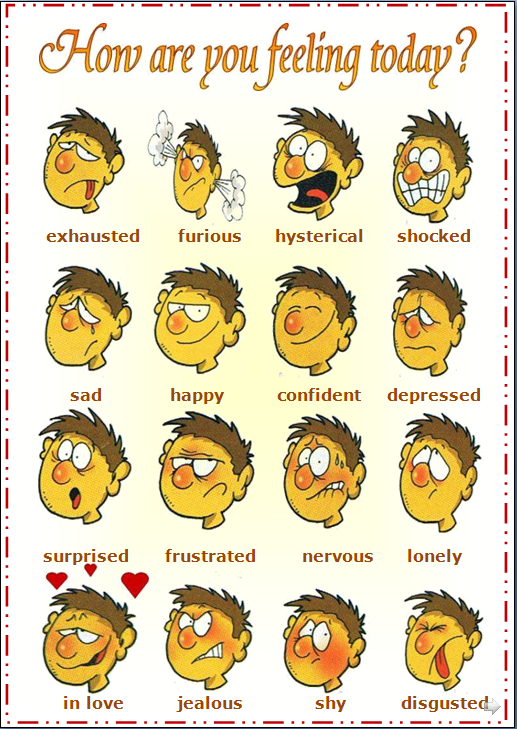 How are you feeling today?
exhausted furious hysterical shocked
sad happy confident depressed
surprised frustrated nervous lonely
in love jealous shy disgusted